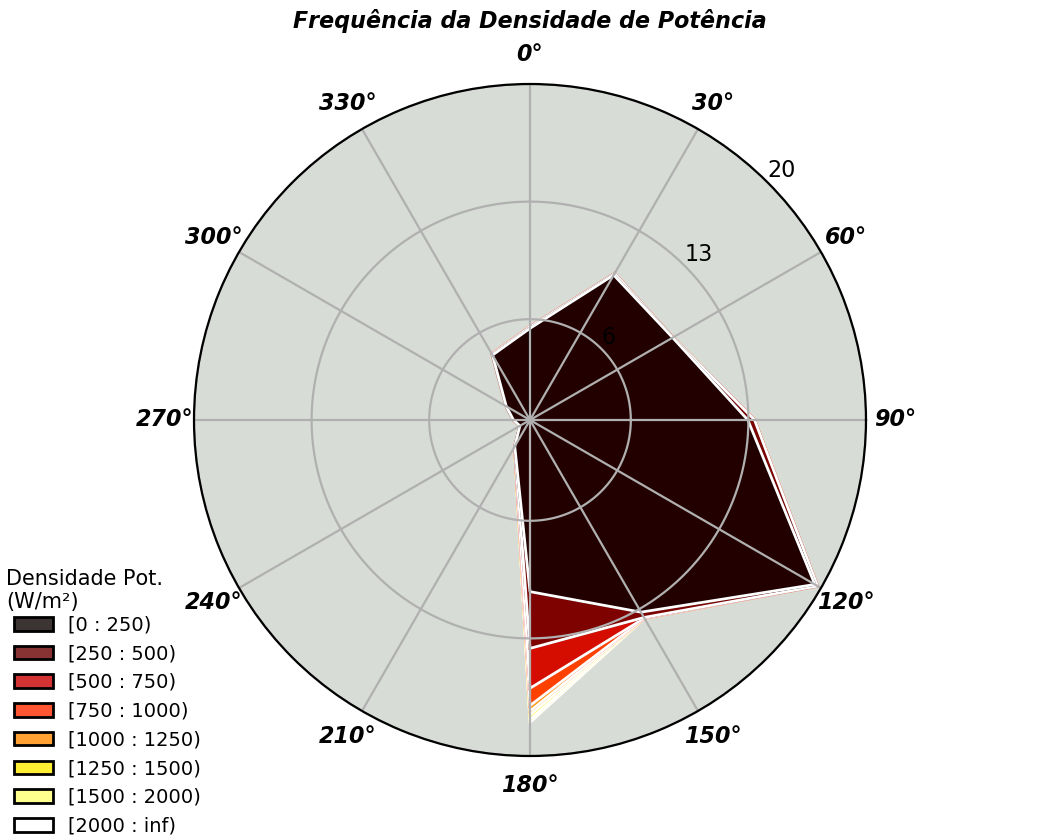 Frequência da Densidade de Potência
0°
330°
30°
20
300°
60°
13
6
270°
90°
240°
120°
210°
150°
180°
Densidade Pot.
(W/m²)
[0 : 250)
[250 : 500)
[500 : 750)
[750 : 1000)
[1000 : 1250)
[1250 : 1500)
[1500 : 2000)
[2000 : inf)